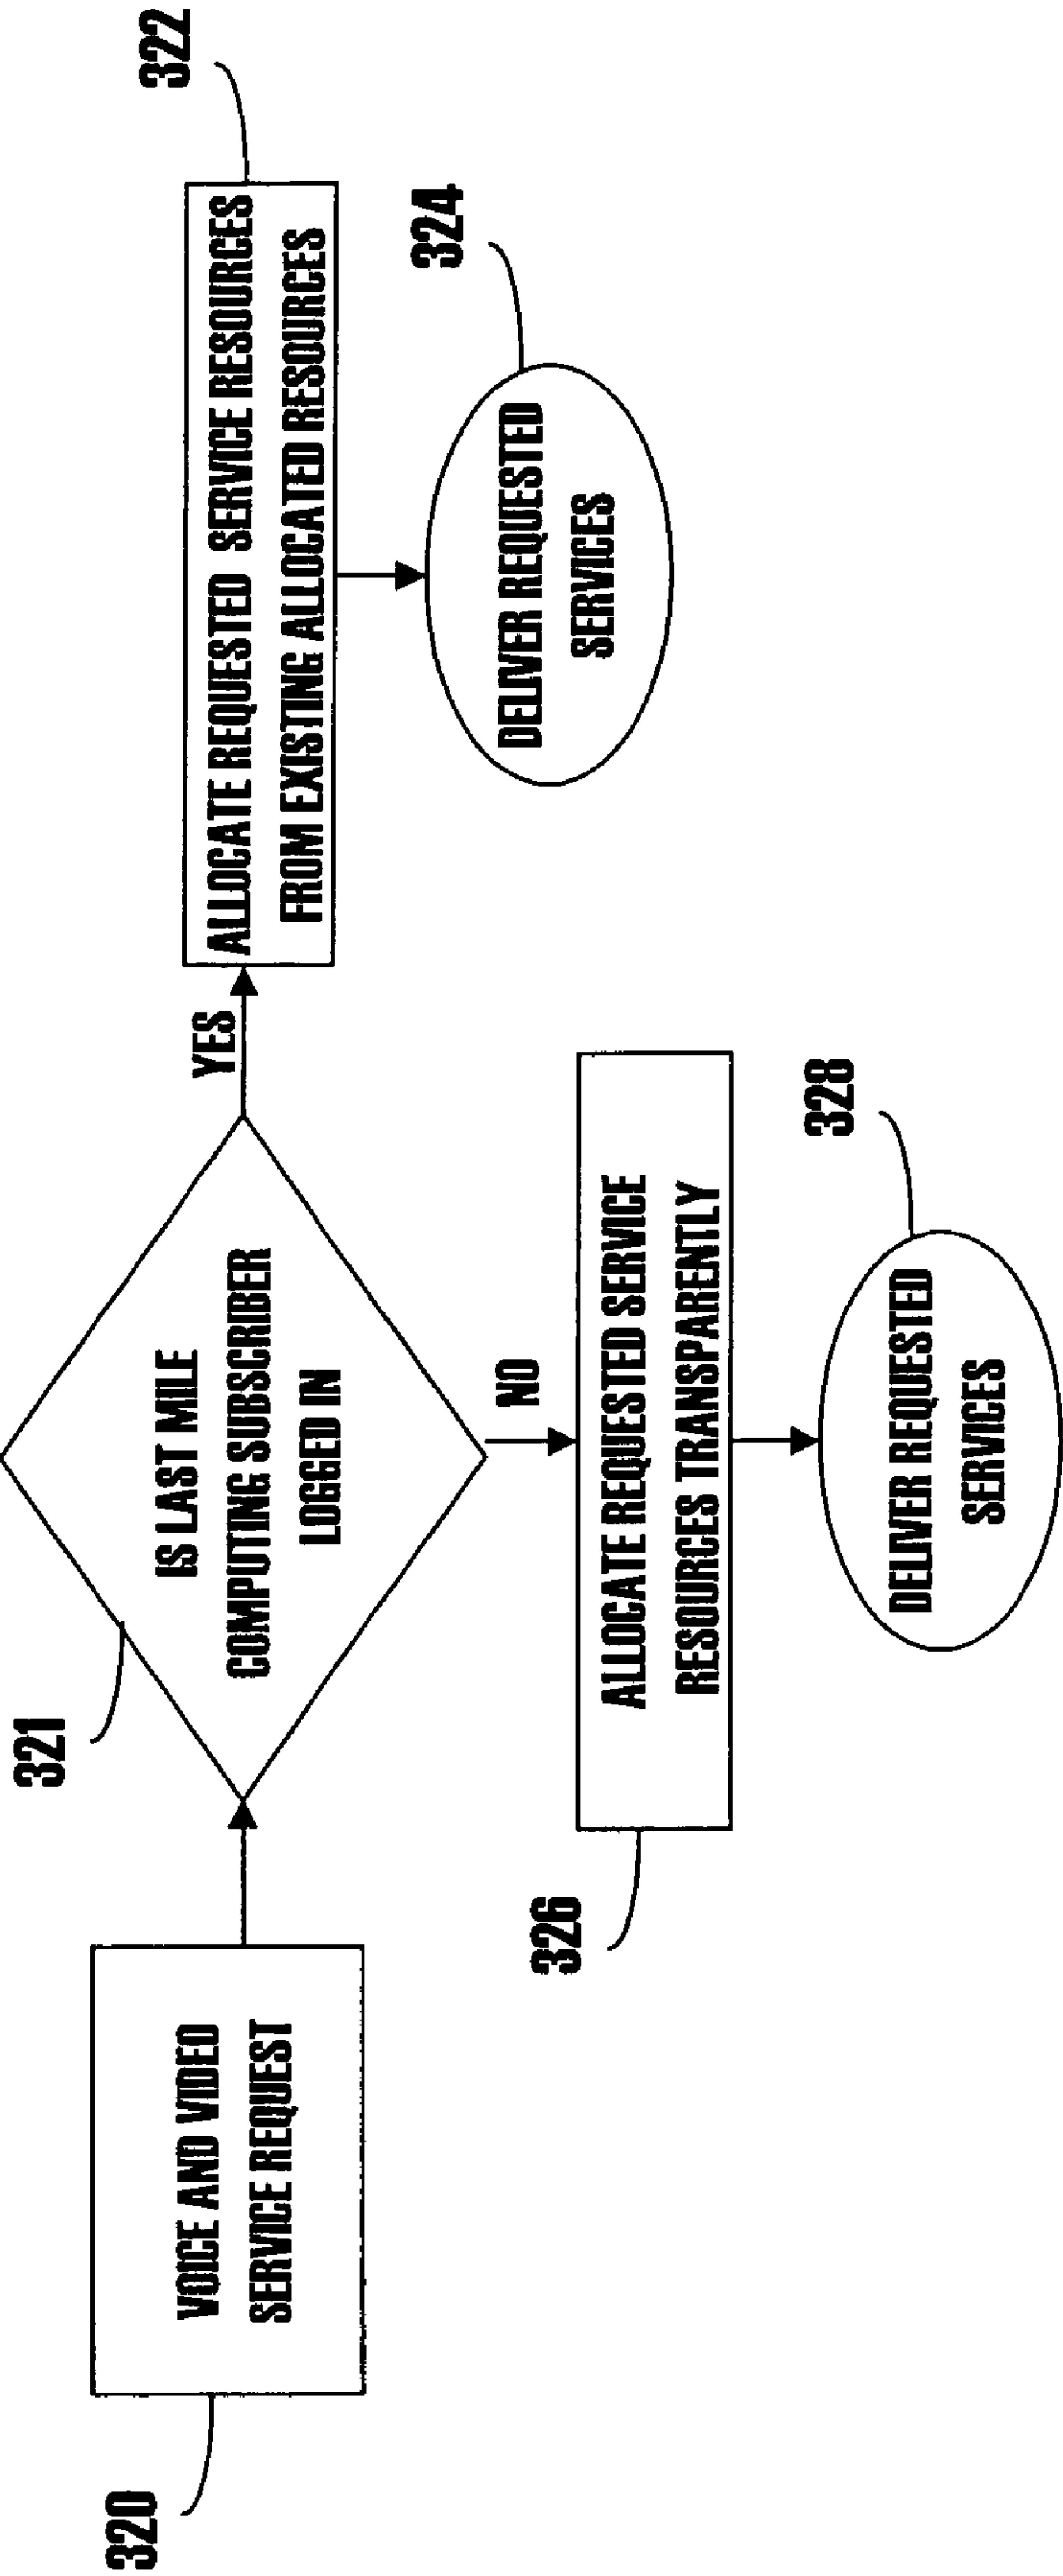 320
VOICE AND VIDEO
SERVICE REQUEST
321
IS LAST MILE
COMPUTING SUBSCRIBER
LOGGED IN
YES
322
ALLOCATE REQUESTED SERVICE RESOURCES
FROM EXISTING ALLOCATED RESOURCES
324
DELIVER REQUESTED
SERVICES
NO
326
ALLOCATE REQUESTED SERVICE
RESOURCES TRANSPARENTLY
328
DELIVER REQUESTED
SERVICES